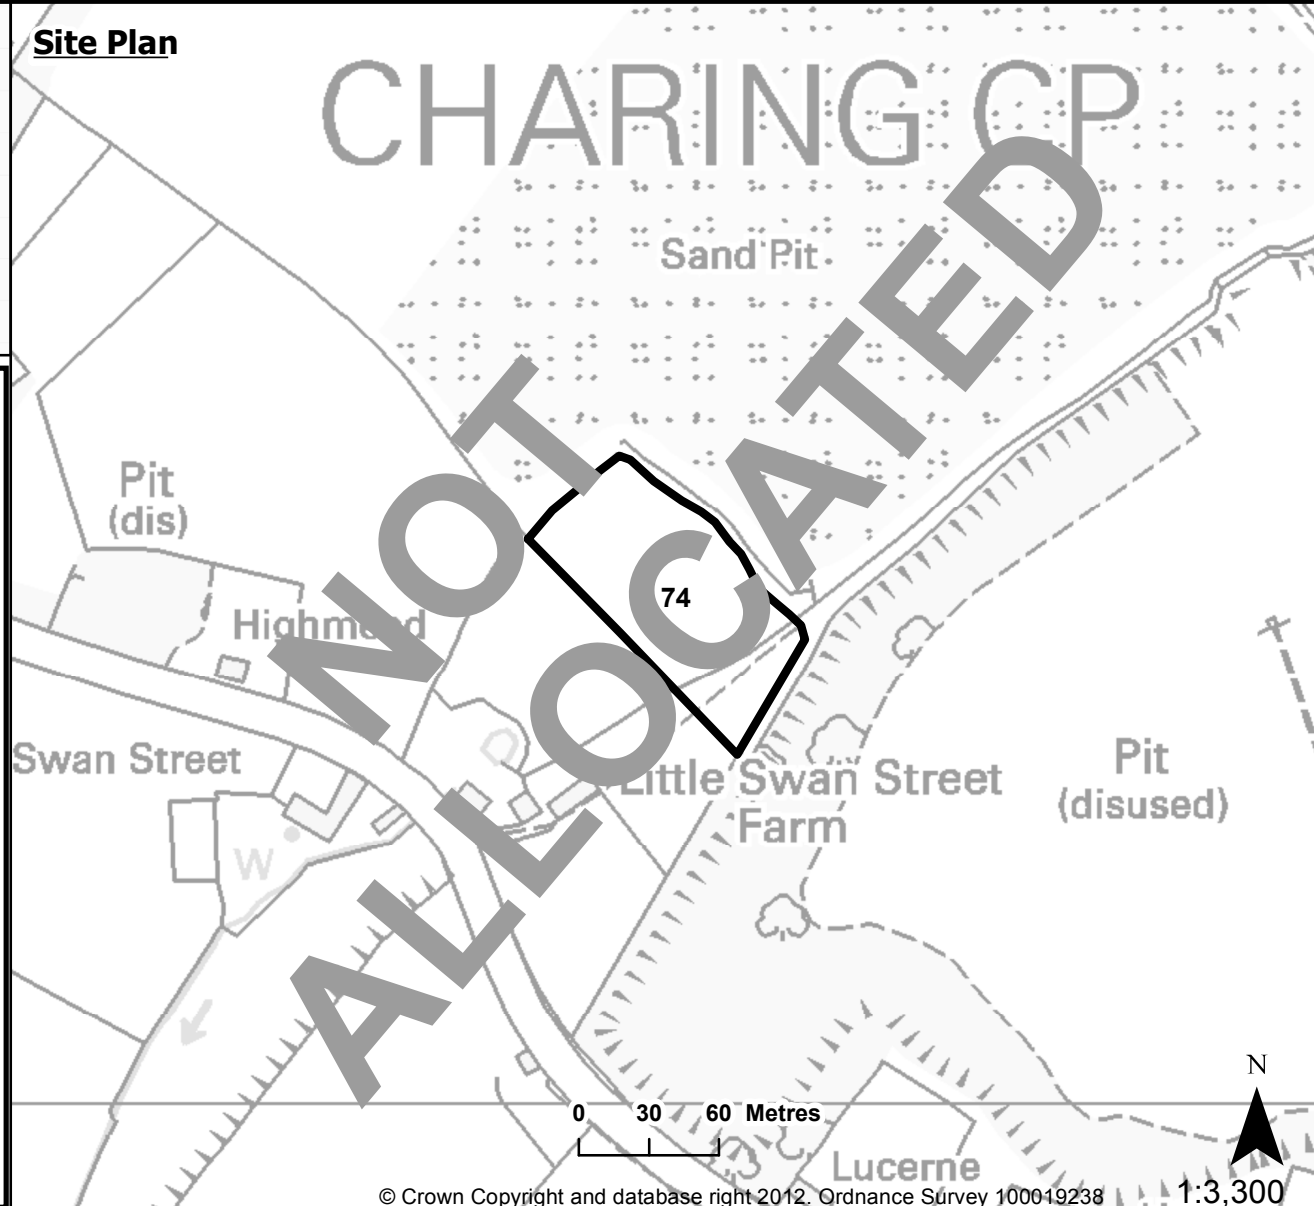 Site Plan
CHARING CP
Sand Pit
NOT
ALLOCATED
Pit
(dis)
74
Highmead
Swan Street
Little Swan Street
Farm
Pit
(disused)
W
N
0 30 60 Metres
Lucerne
© Crown Copyright and database right 2012. Ordnance Survey 100019238
1:3,300